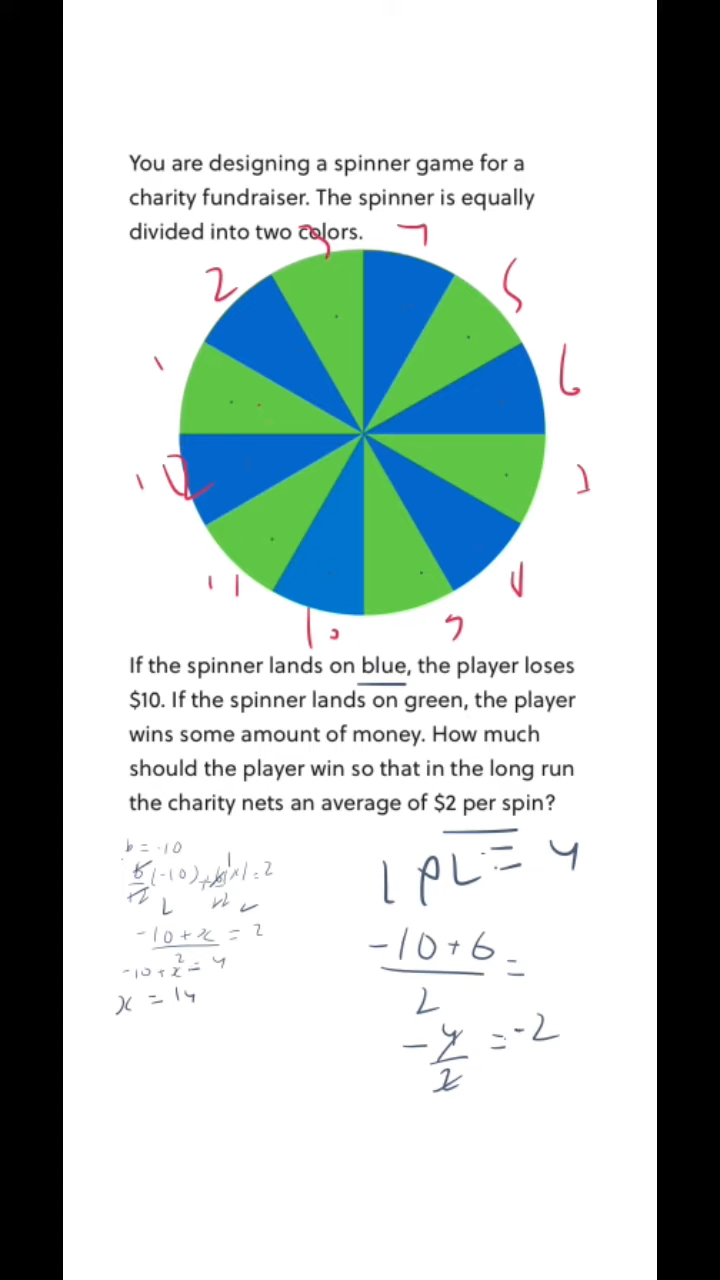 You are designing a spinner game for a
charity fundraiser. The spinner is equally
divided into two colors.
3 7
2 5
6
12
11
10
If the spinner lands on blue, the player loses
$10. If the spinner lands on green, the player
wins some amount of money. How much
should the player win so that in the long run
the charity nets an average of $2 per spin?
b = -10
-10 + x = 2
2
-10 + x = 4
x = 14
-10 + 6 =
2
- 4 = -2
2